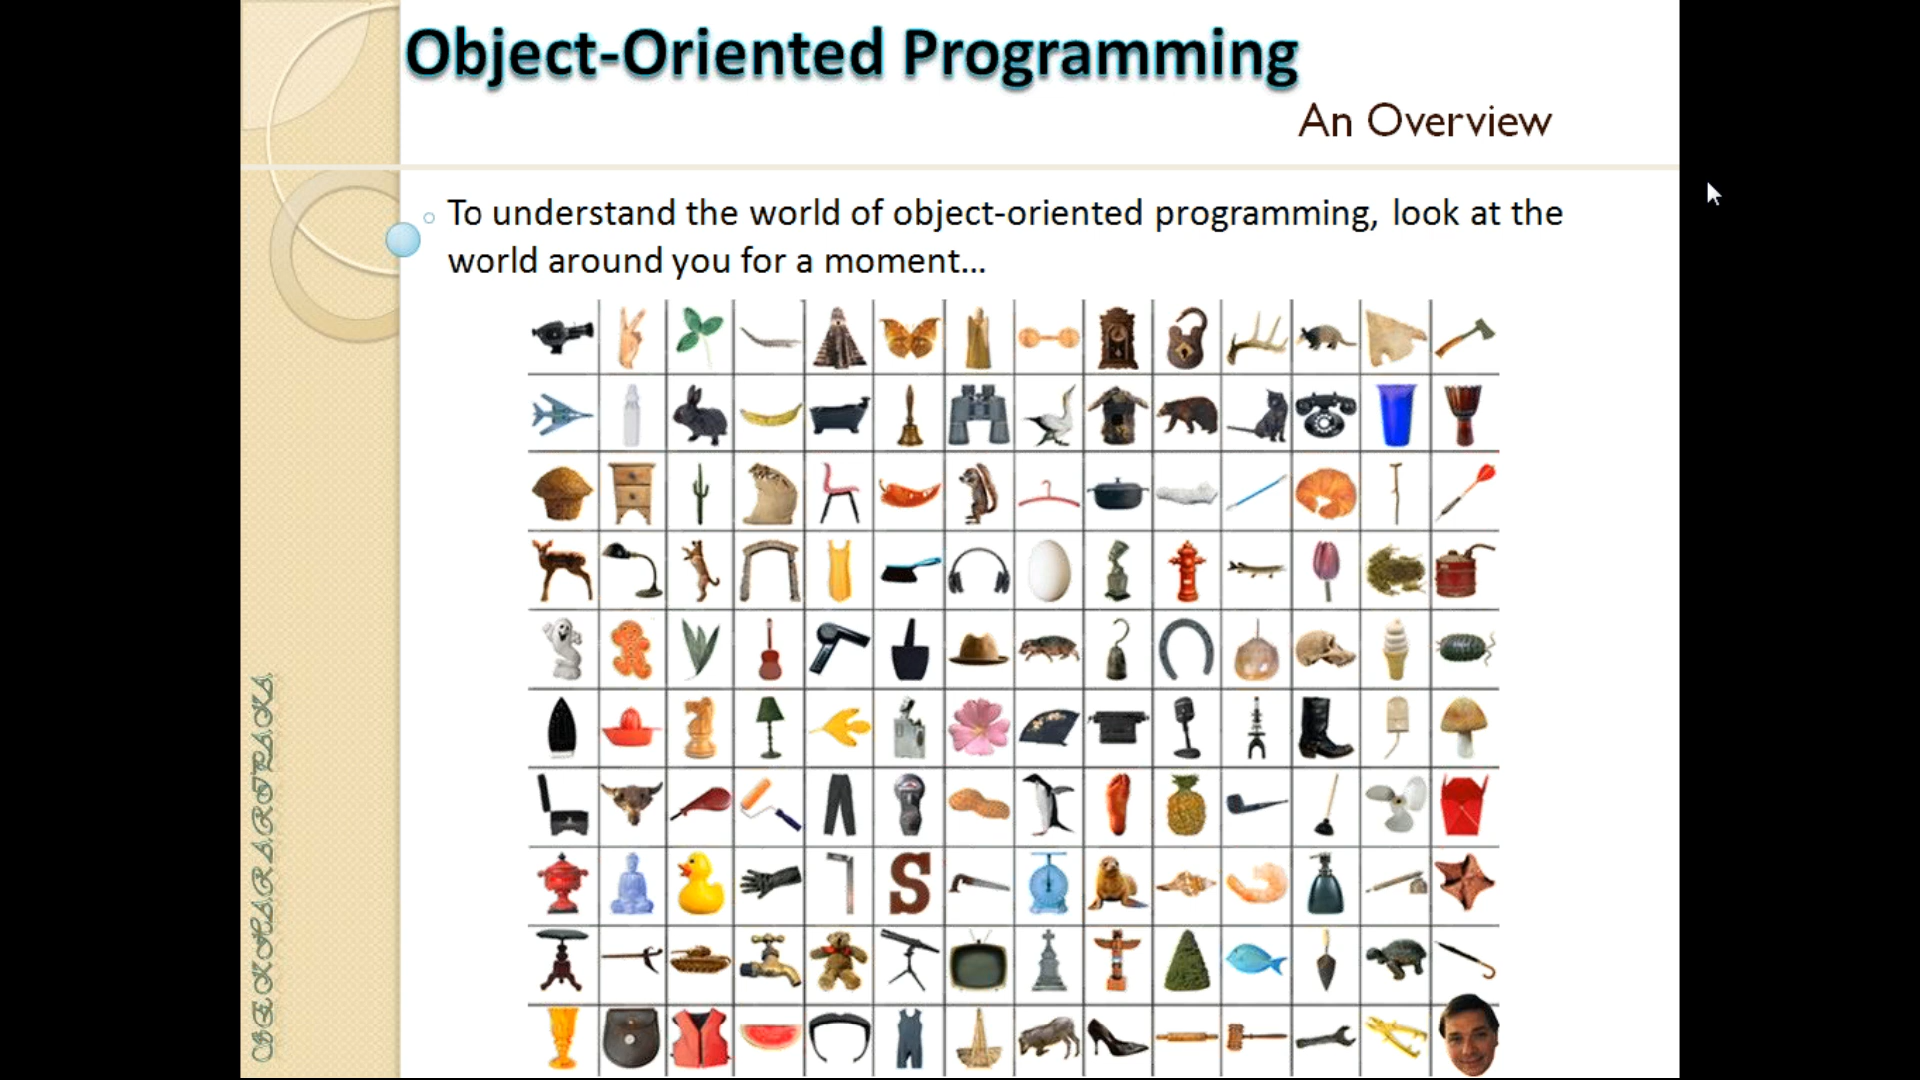 Object-Oriented Programming
An Overview
To understand the world of object-oriented programming, look at the
world around you for a moment...
S